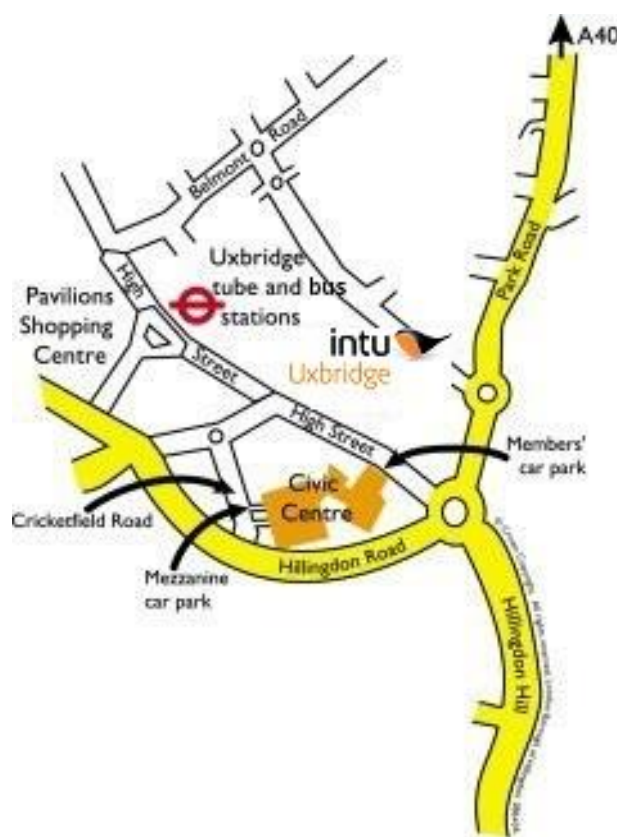 A40
Belmont Road
Park Road
High
Street
Uxbridge
tube and bus
stations
Pavilions
Shopping
Centre
intu
Uxbridge
High Street
Members'
car park
Civic
Centre
Cricketfield Road
Mezzanine
car park
Hillingdon Road
Hillingdon Hill